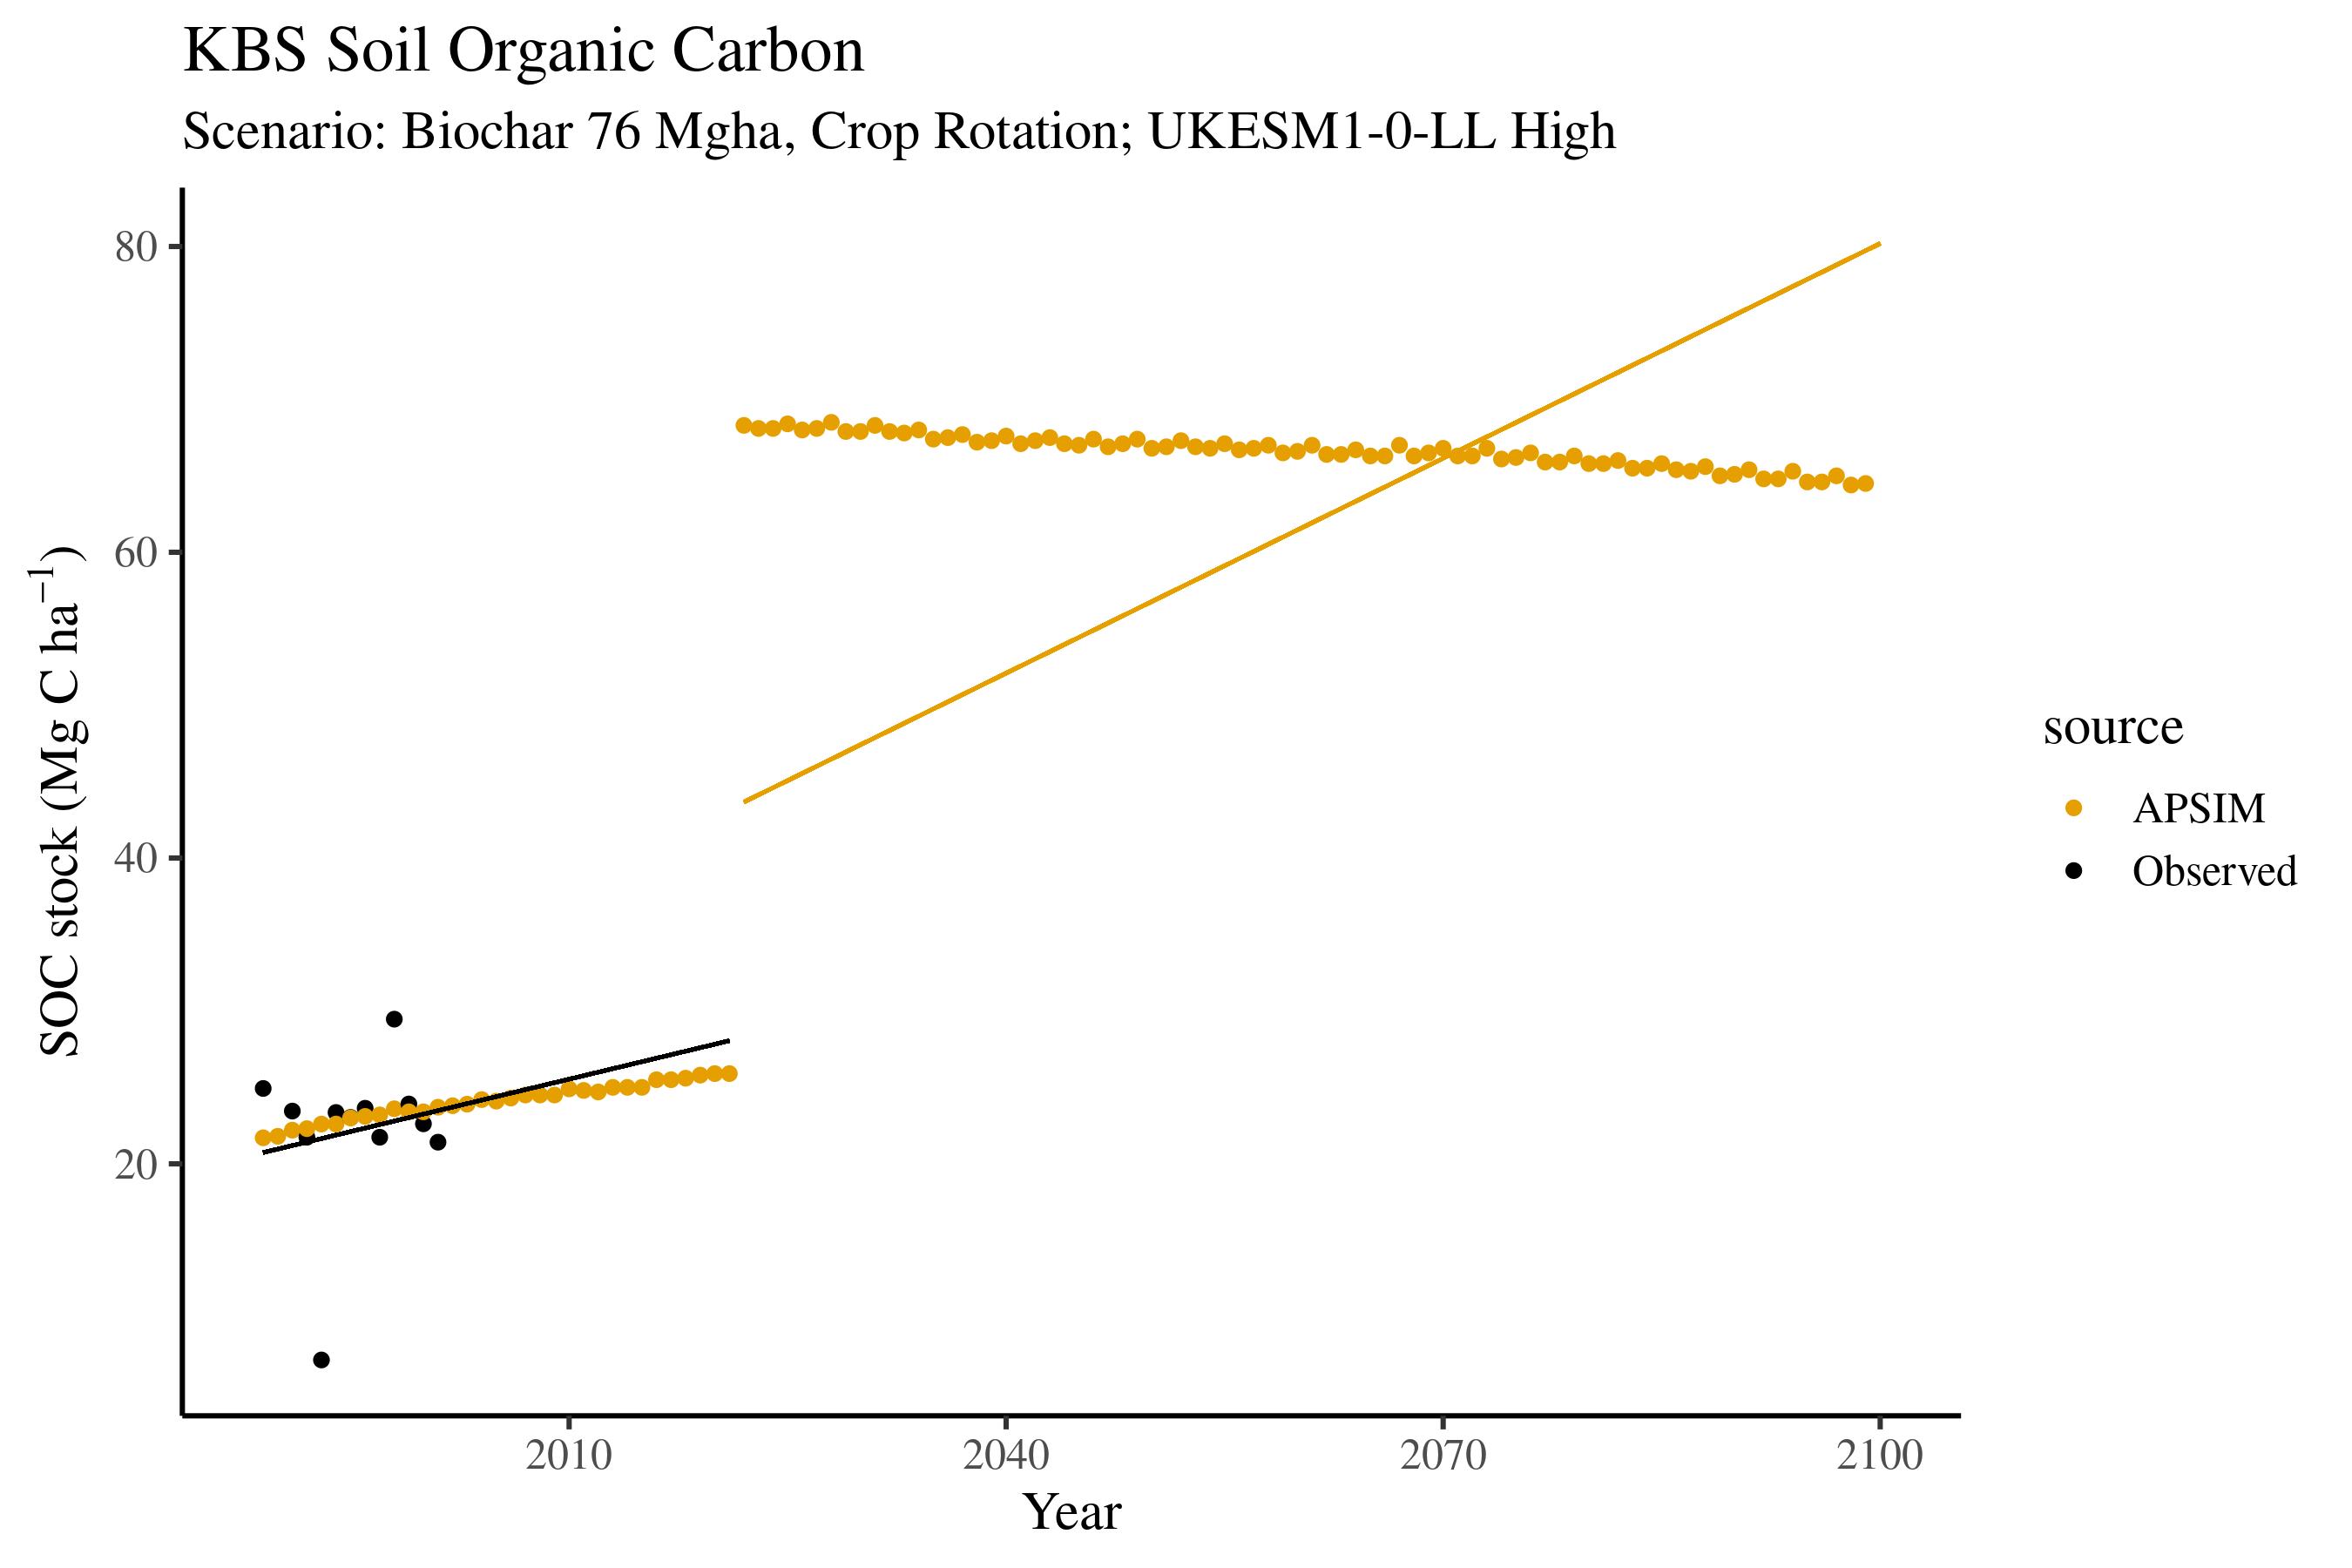 KBS Soil Organic Carbon
Scenario: Biochar 76 Mgha, Crop Rotation; UKESM1-0-LL High
SOC stock (Mg C ha⁻¹)
80
60
40
20
2010 2040 2070 2100
Year
source
APSIM
Observed